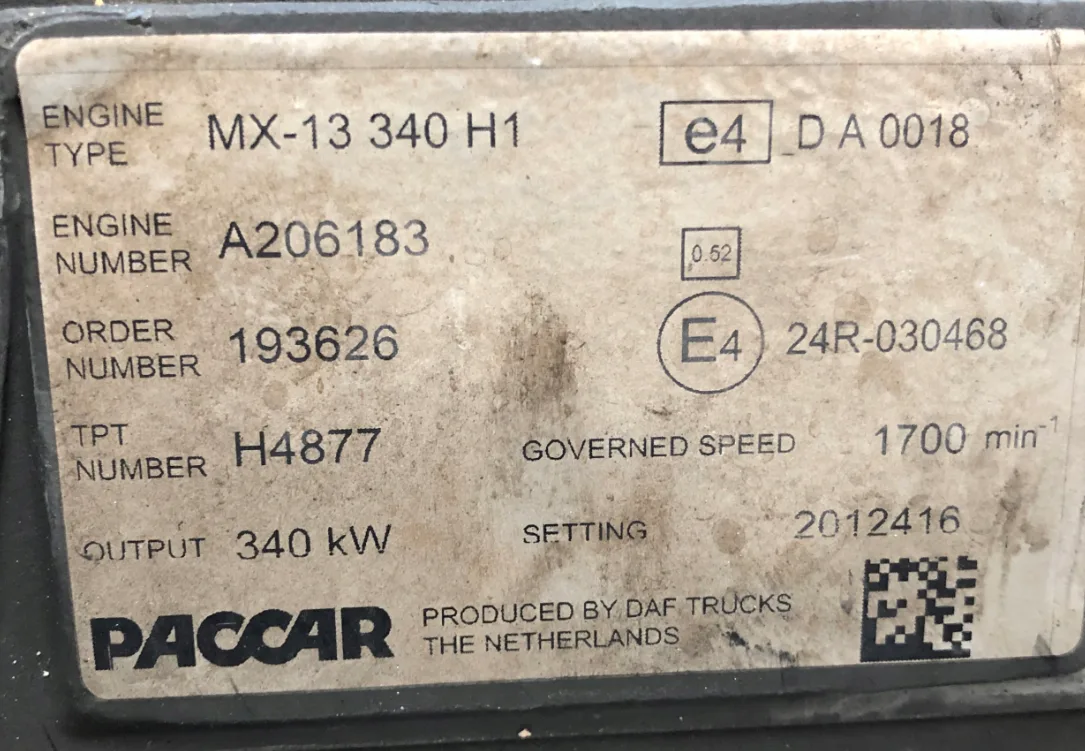 ENGINE TYPE MX-13 340 H1 e4 D A 0018
ENGINE NUMBER A206183 0.52
ORDER NUMBER 193626 E4 24R-030468
TPT NUMBER H4877 GOVERNED SPEED 1700 min-1
OUTPUT 340 kW SETTING 2012416
PACCAR PRODUCED BY DAF TRUCKS
THE NETHERLANDS